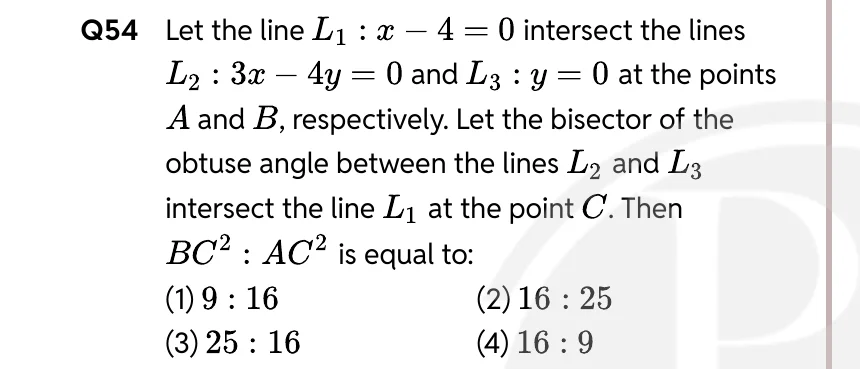 Q54 Let the line L₁ : x − 4 = 0 intersect the lines
L₂ : 3x − 4y = 0 and L₃ : y = 0 at the points
A and B, respectively. Let the bisector of the
obtuse angle between the lines L₂ and L₃
intersect the line L₁ at the point C. Then
BC² : AC² is equal to:
(1) 9 : 16 (2) 16 : 25
(3) 25 : 16 (4) 16 : 9